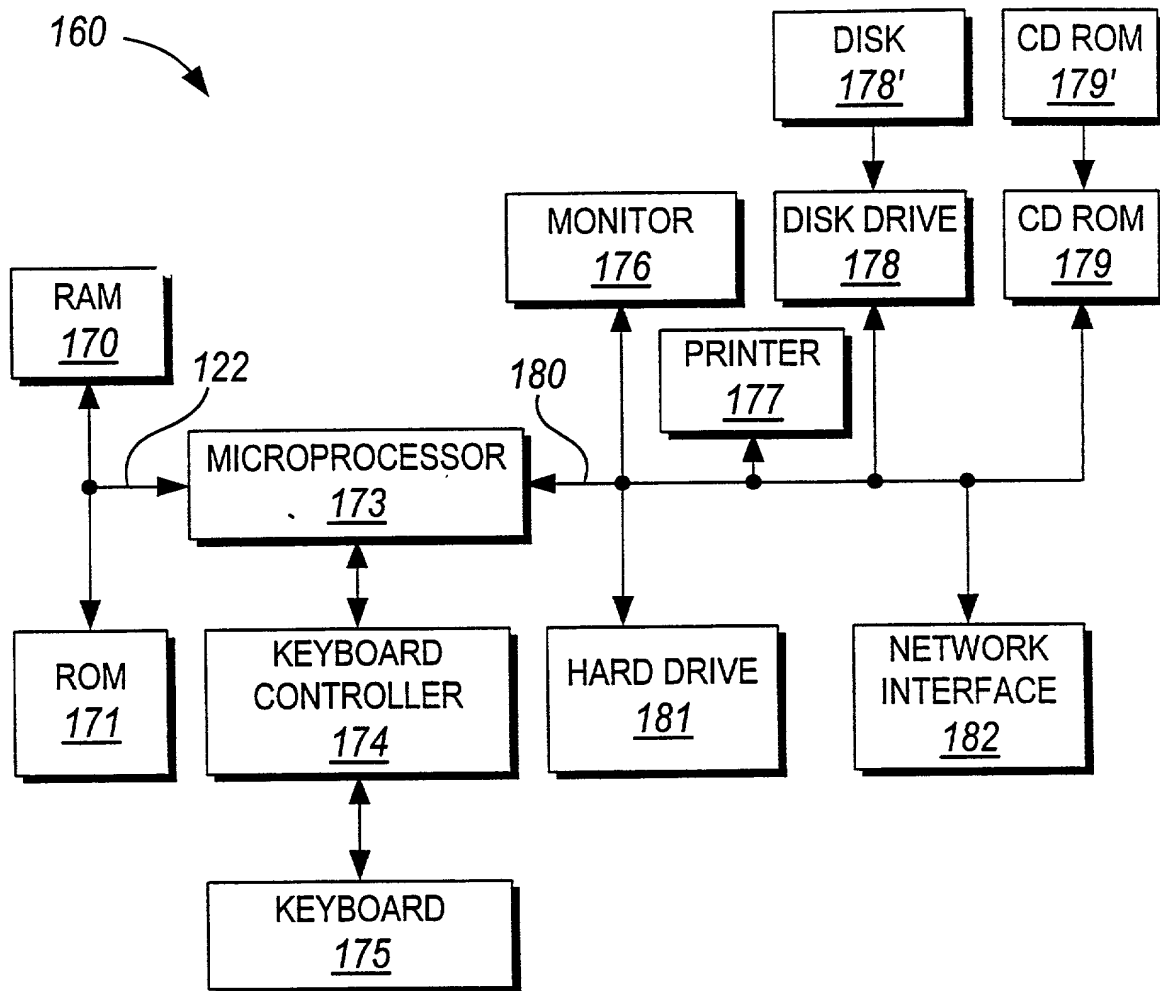 160
DISK
178'
CD ROM
179'
MONITOR
176
DISK DRIVE
178
CD ROM
179
RAM
170
122
180
PRINTER
177
MICROPROCESSOR
173
ROM
171
KEYBOARD
CONTROLLER
174
HARD DRIVE
181
NETWORK
INTERFACE
182
KEYBOARD
175